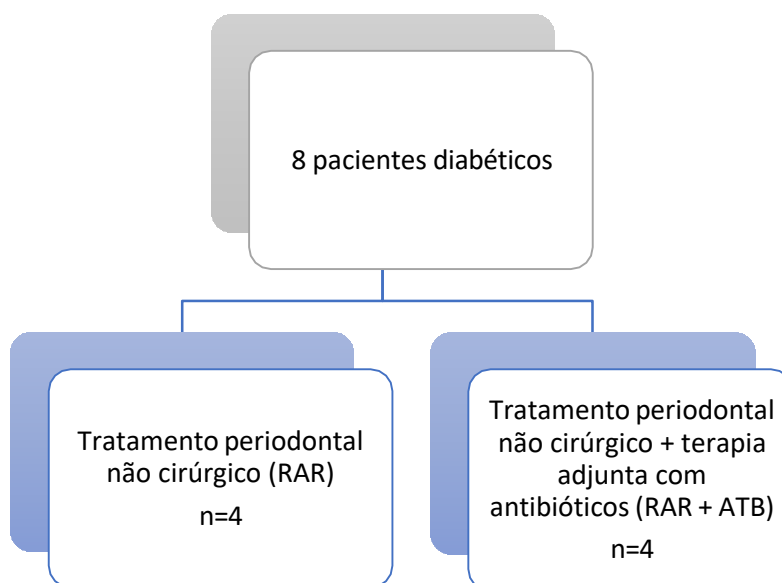 8 pacientes diabéticos
Tratamento periodontal
não cirúrgico (RAR)
n=4
Tratamento periodontal
não cirúrgico + terapia
adjunta com
antibióticos (RAR + ATB)
n=4